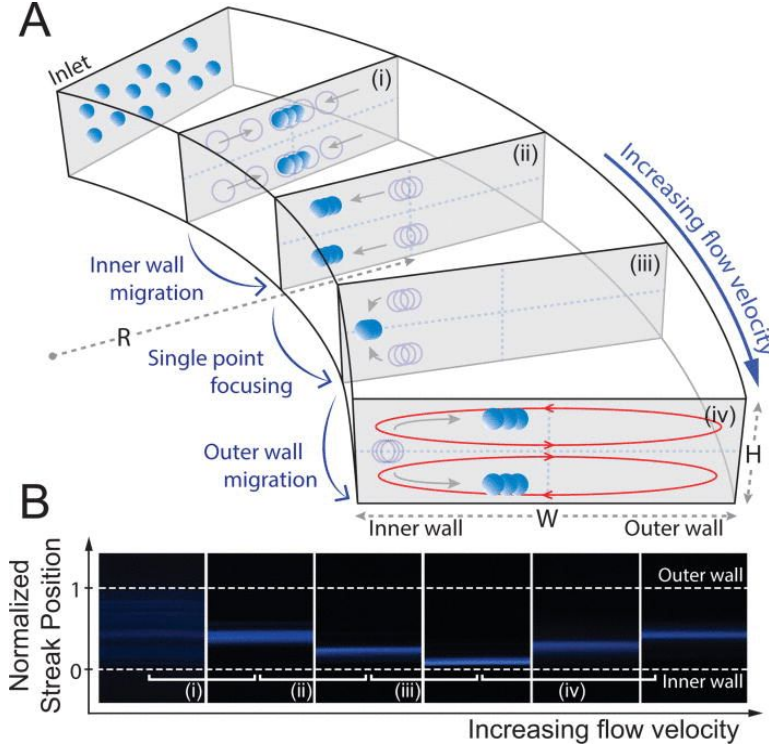 A
Inlet
(i)
(ii)
(iii)
(iv)
Increasing flow velocity
Inner wall
migration
R
Single point
focusing
Outer wall
migration
H
Inner wall
W
Outer wall
B
Normalized
Streak Position
1
0
Outer wall
Inner wall
(i)
(ii)
(iii)
(iv)
Increasing flow velocity